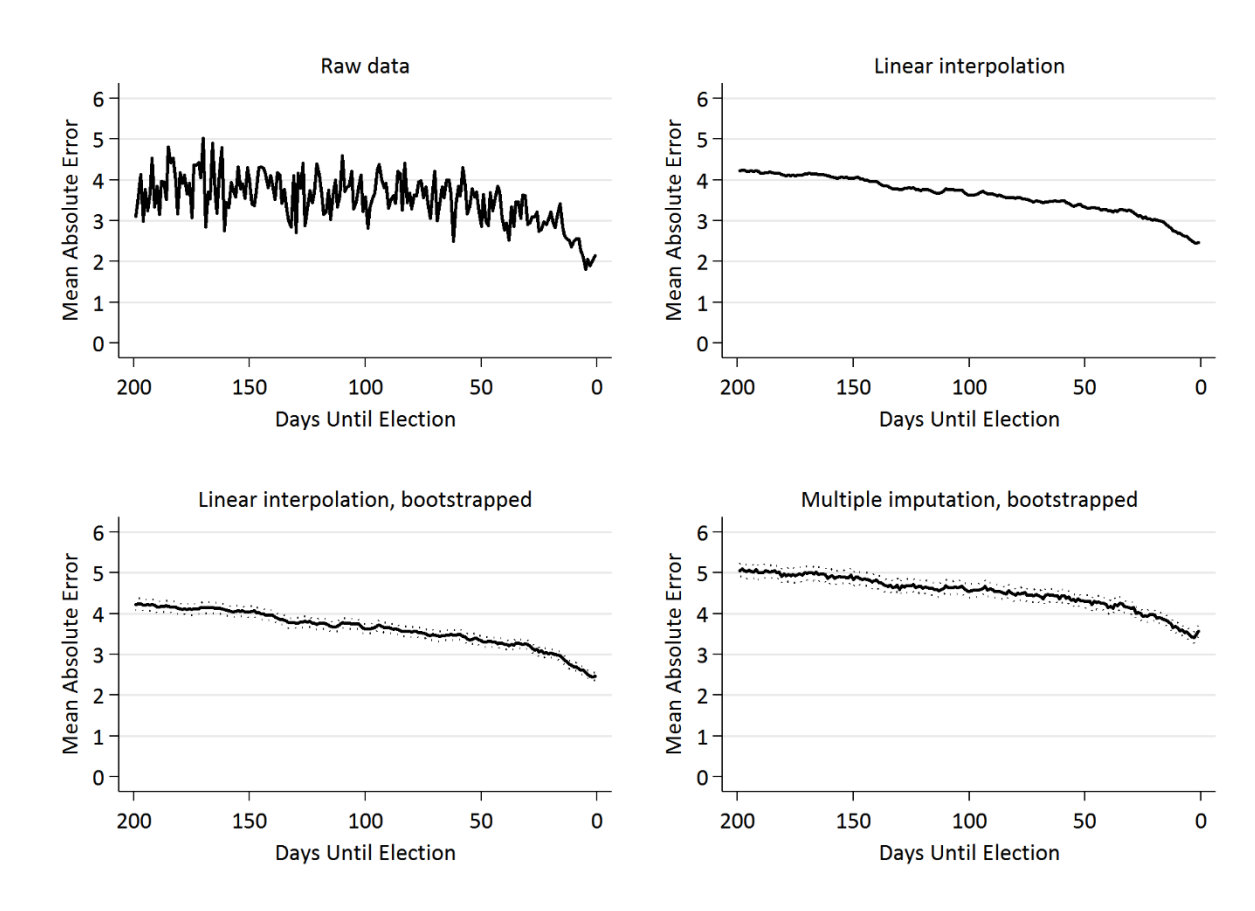 Raw data
Mean Absolute Error
6
5
4
3
2
1
0
200 150 100 50 0
Days Until Election
Linear interpolation
Mean Absolute Error
6
5
4
3
2
1
0
200 150 100 50 0
Days Until Election
Linear interpolation, bootstrapped
Mean Absolute Error
6
5
4
3
2
1
0
200 150 100 50 0
Days Until Election
Multiple imputation, bootstrapped
Mean Absolute Error
6
5
4
3
2
1
0
200 150 100 50 0
Days Until Election